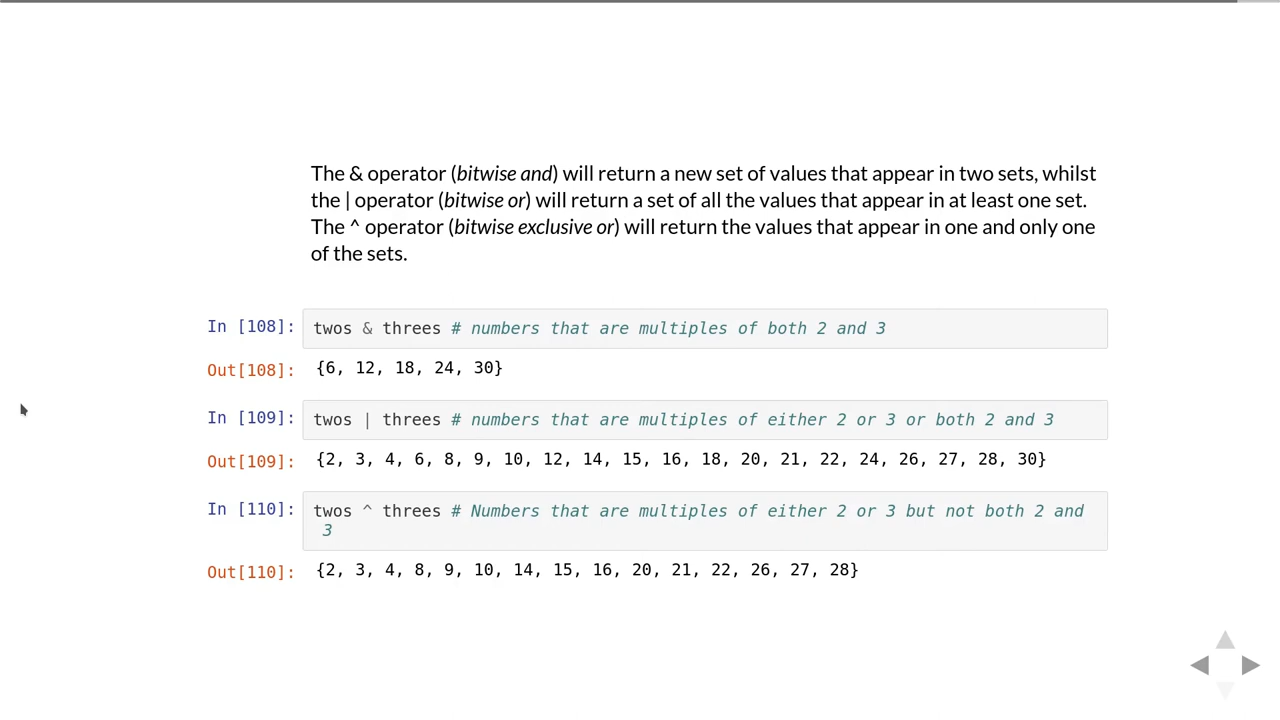 The & operator (bitwise and) will return a new set of values that appear in two sets, whilst
the | operator (bitwise or) will return a set of all the values that appear in at least one set.
The ^ operator (bitwise exclusive or) will return the values that appear in one and only one
of the sets.
In [108]: twos & threes # numbers that are multiples of both 2 and 3
Out[108]: {6, 12, 18, 24, 30}
In [109]: twos | threes # numbers that are multiples of either 2 or 3 or both 2 and 3
Out[109]: {2, 3, 4, 6, 8, 9, 10, 12, 14, 15, 16, 18, 20, 21, 22, 24, 26, 27, 28, 30}
In [110]: twos ^ threes # Numbers that are multiples of either 2 or 3 but not both 2 and
3
Out[110]: {2, 3, 4, 8, 9, 10, 14, 15, 16, 20, 21, 22, 26, 27, 28}